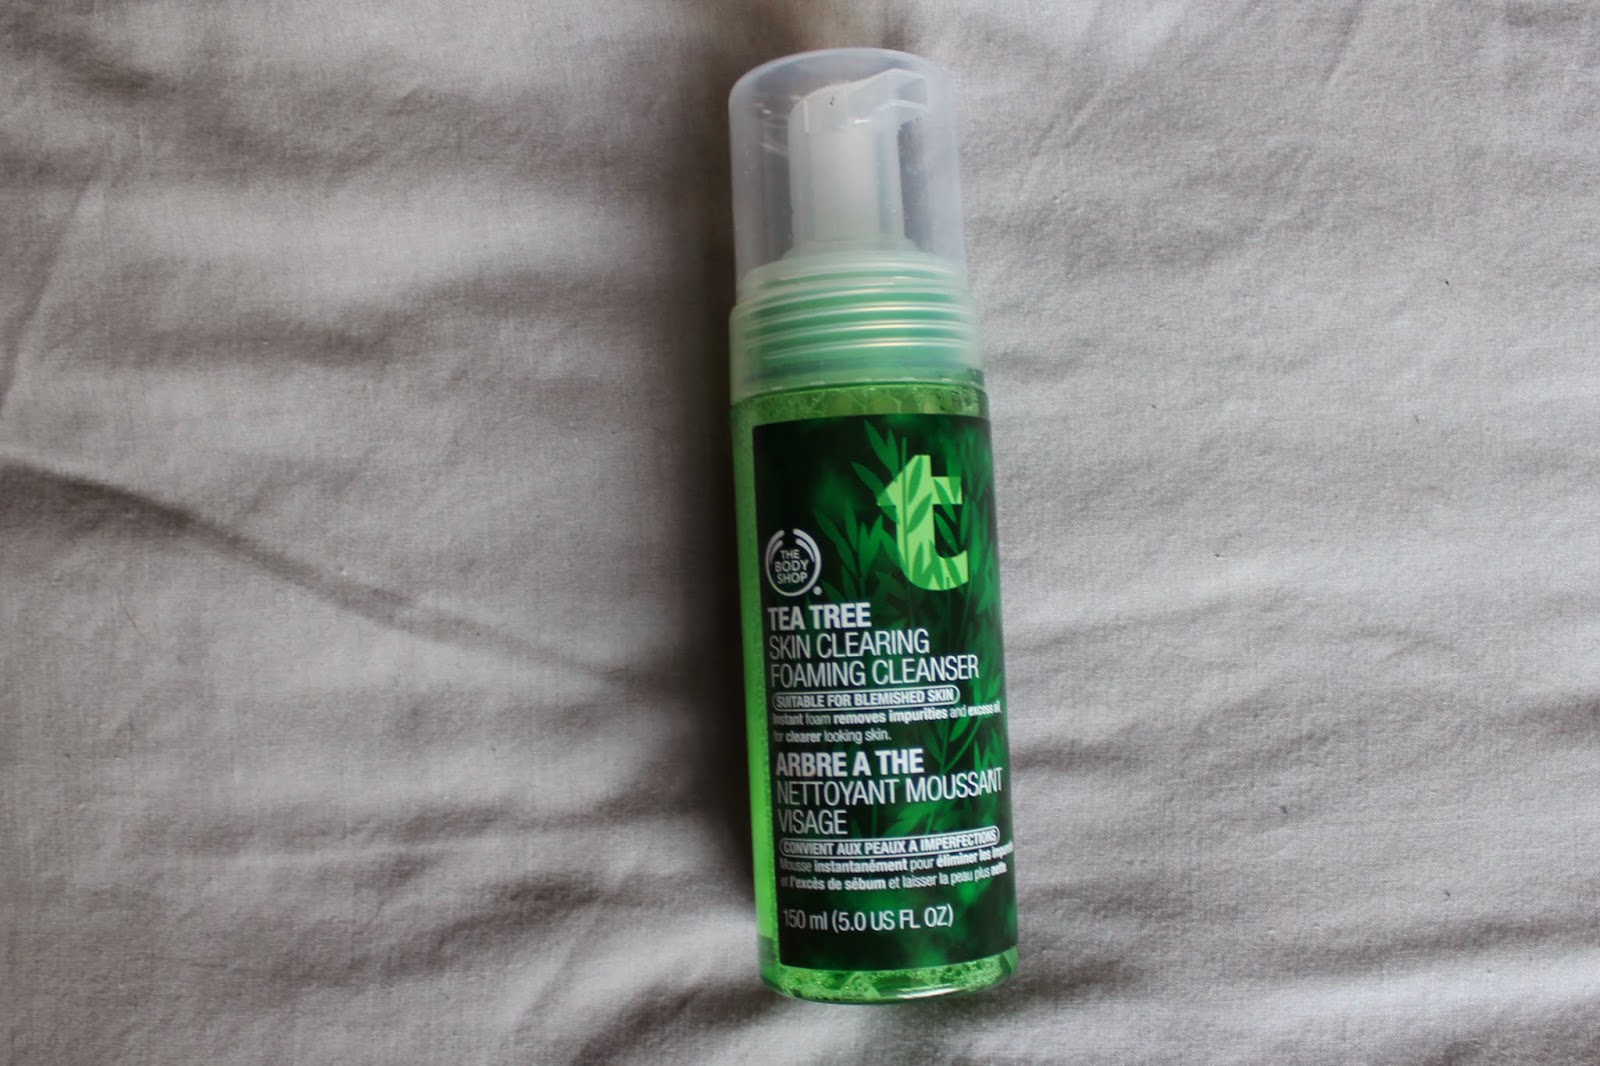 t
THE
BODY
SHOP
TEA TREE
SKIN CLEARING
FOAMING CLEANSER
SUITABLE FOR BLEMISHED SKIN
Instant foam removes impurities and excess oil
for clearer looking skin.
ARBRE A THE
NETTOYANT MOUSSANT
VISAGE
CONVIENT AUX PEAUX A IMPERFECTIONS
Mousse instantanément pour éliminer les
et l'excès de sébum et laisser la peau plus nette.
150 ml (5.0 US FL OZ)